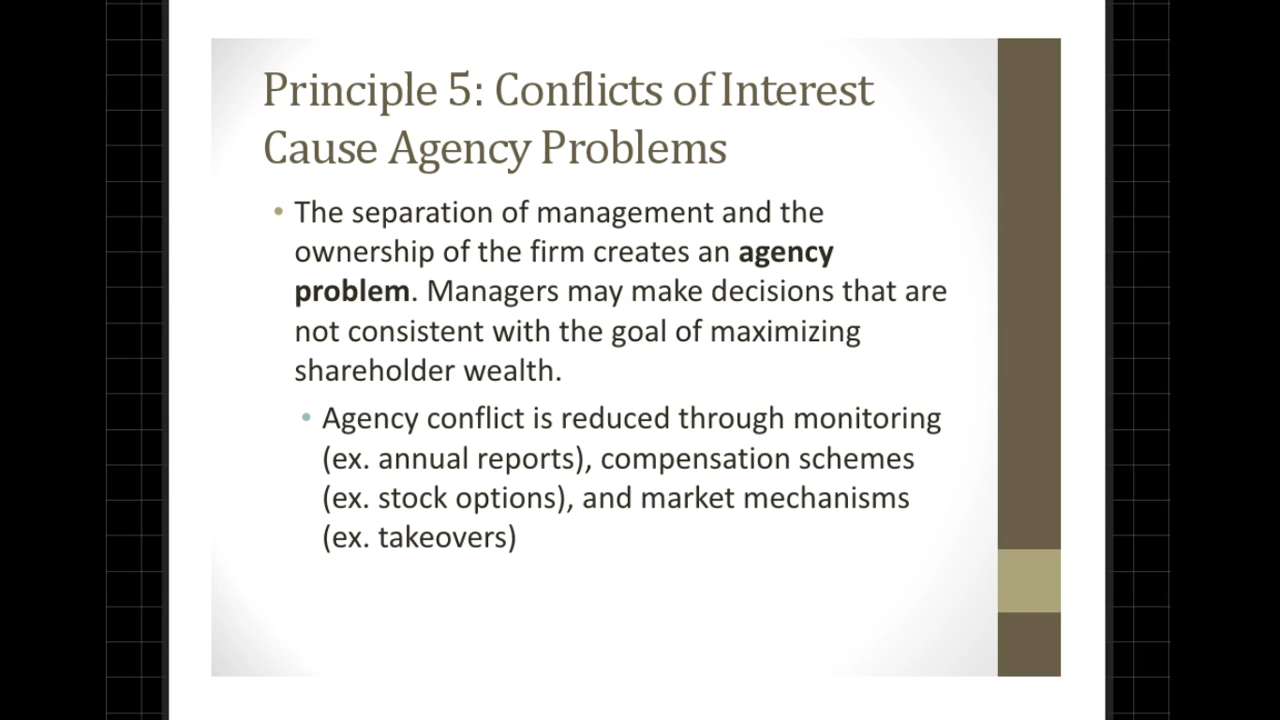 Principle 5: Conflicts of Interest
Cause Agency Problems
• The separation of management and the
ownership of the firm creates an agency
problem. Managers may make decisions that are
not consistent with the goal of maximizing
shareholder wealth.
• Agency conflict is reduced through monitoring
(ex. annual reports), compensation schemes
(ex. stock options), and market mechanisms
(ex. takeovers)